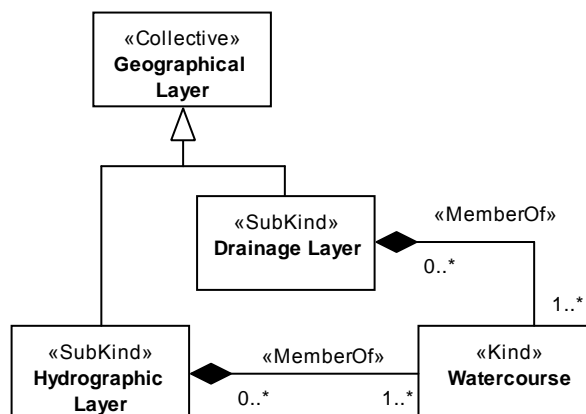 «Collective»
Geographical
Layer
«SubKind»
Drainage Layer
«MemberOf»
0..*
1..*
«SubKind»
Hydrographic
Layer
«MemberOf»
0..*
1..*
«Kind»
Watercourse